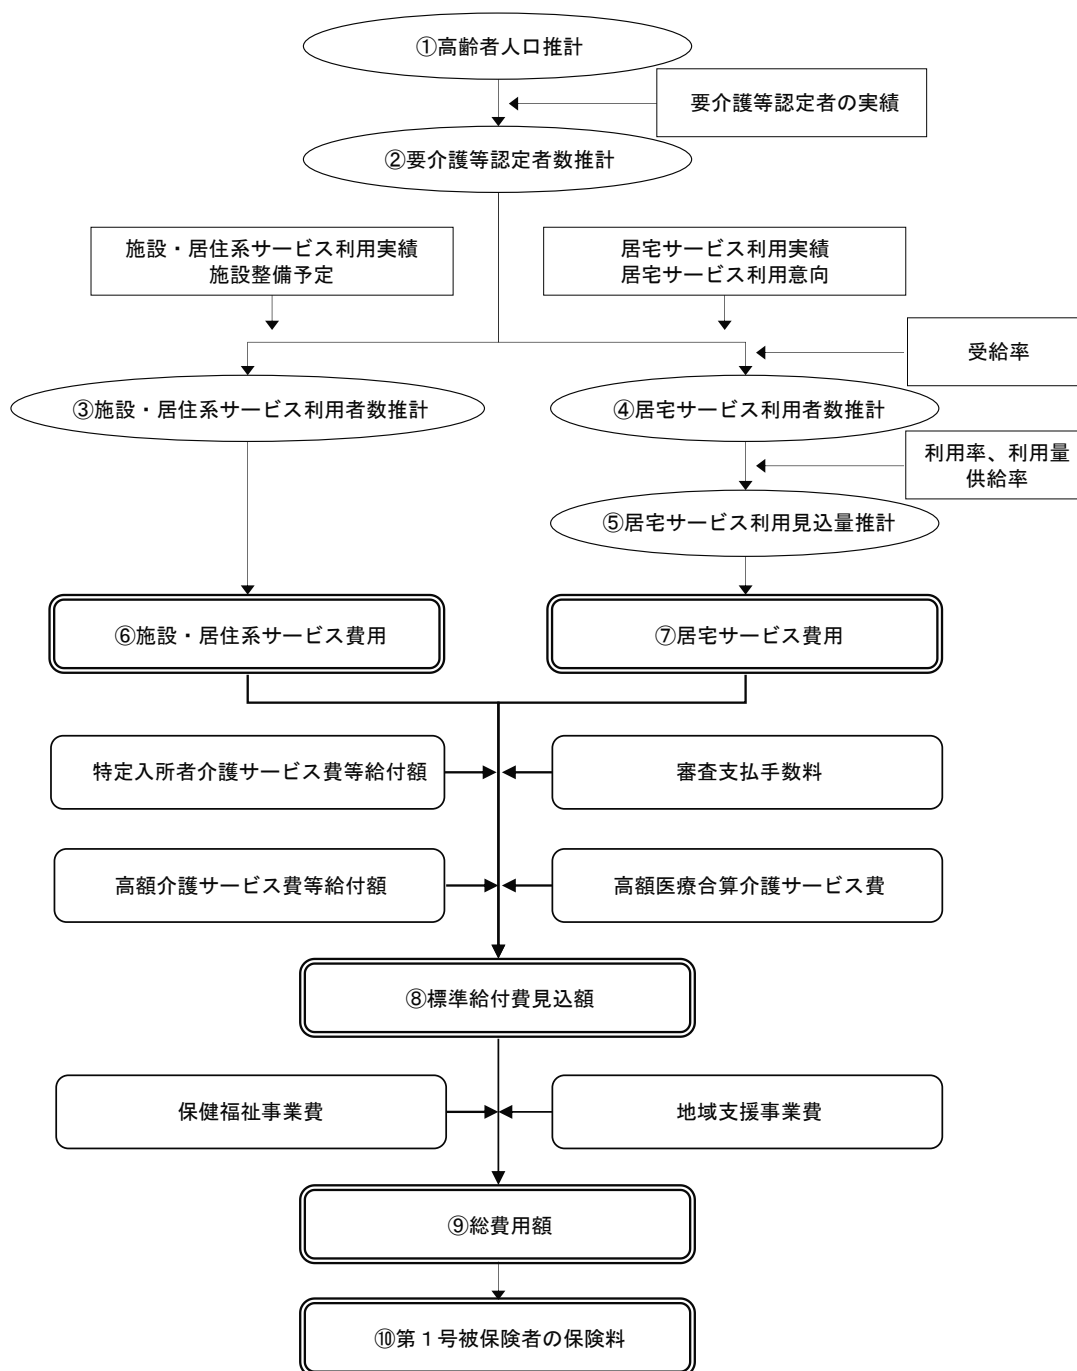 ①高齢者人口推計
要介護等認定者の実績
②要介護等認定者数推計
施設・居住系サービス利用実績
施設整備予定
居宅サービス利用実績
居宅サービス利用意向
受給率
③施設・居住系サービス利用者数推計
④居宅サービス利用者数推計
利用率、利用量
供給率
⑤居宅サービス利用見込量推計
⑥施設・居住系サービス費用
⑦居宅サービス費用
特定入所者介護サービス費等給付額
審査支払手数料
高額介護サービス費等給付額
高額医療合算介護サービス費
⑧標準給付費見込額
保健福祉事業費
地域支援事業費
⑨総費用額
⑩第１号被保険者の保険料